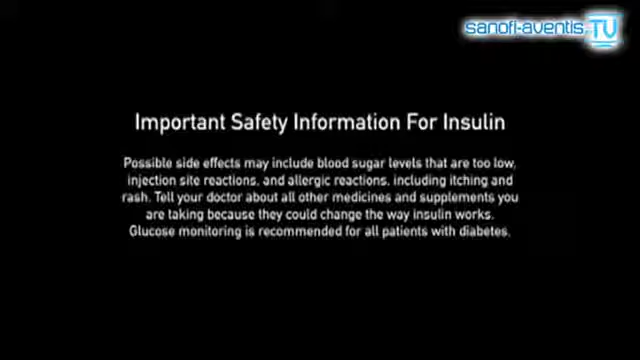 sanofi-aventis TV
Important Safety Information For Insulin
Possible side effects may include blood sugar levels that are too low,
injection site reactions, and allergic reactions, including itching and
rash. Tell your doctor about all other medicines and supplements you
are taking because they could change the way insulin works.
Glucose monitoring is recommended for all patients with diabetes.